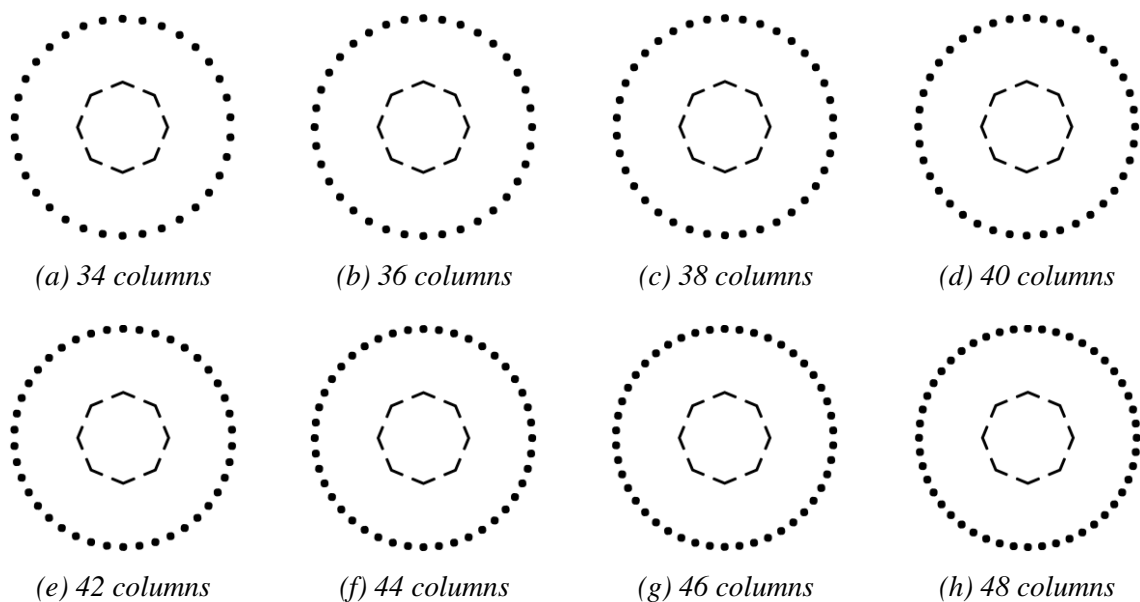 (a) 34 columns
(b) 36 columns
(c) 38 columns
(d) 40 columns
(e) 42 columns
(f) 44 columns
(g) 46 columns
(h) 48 columns